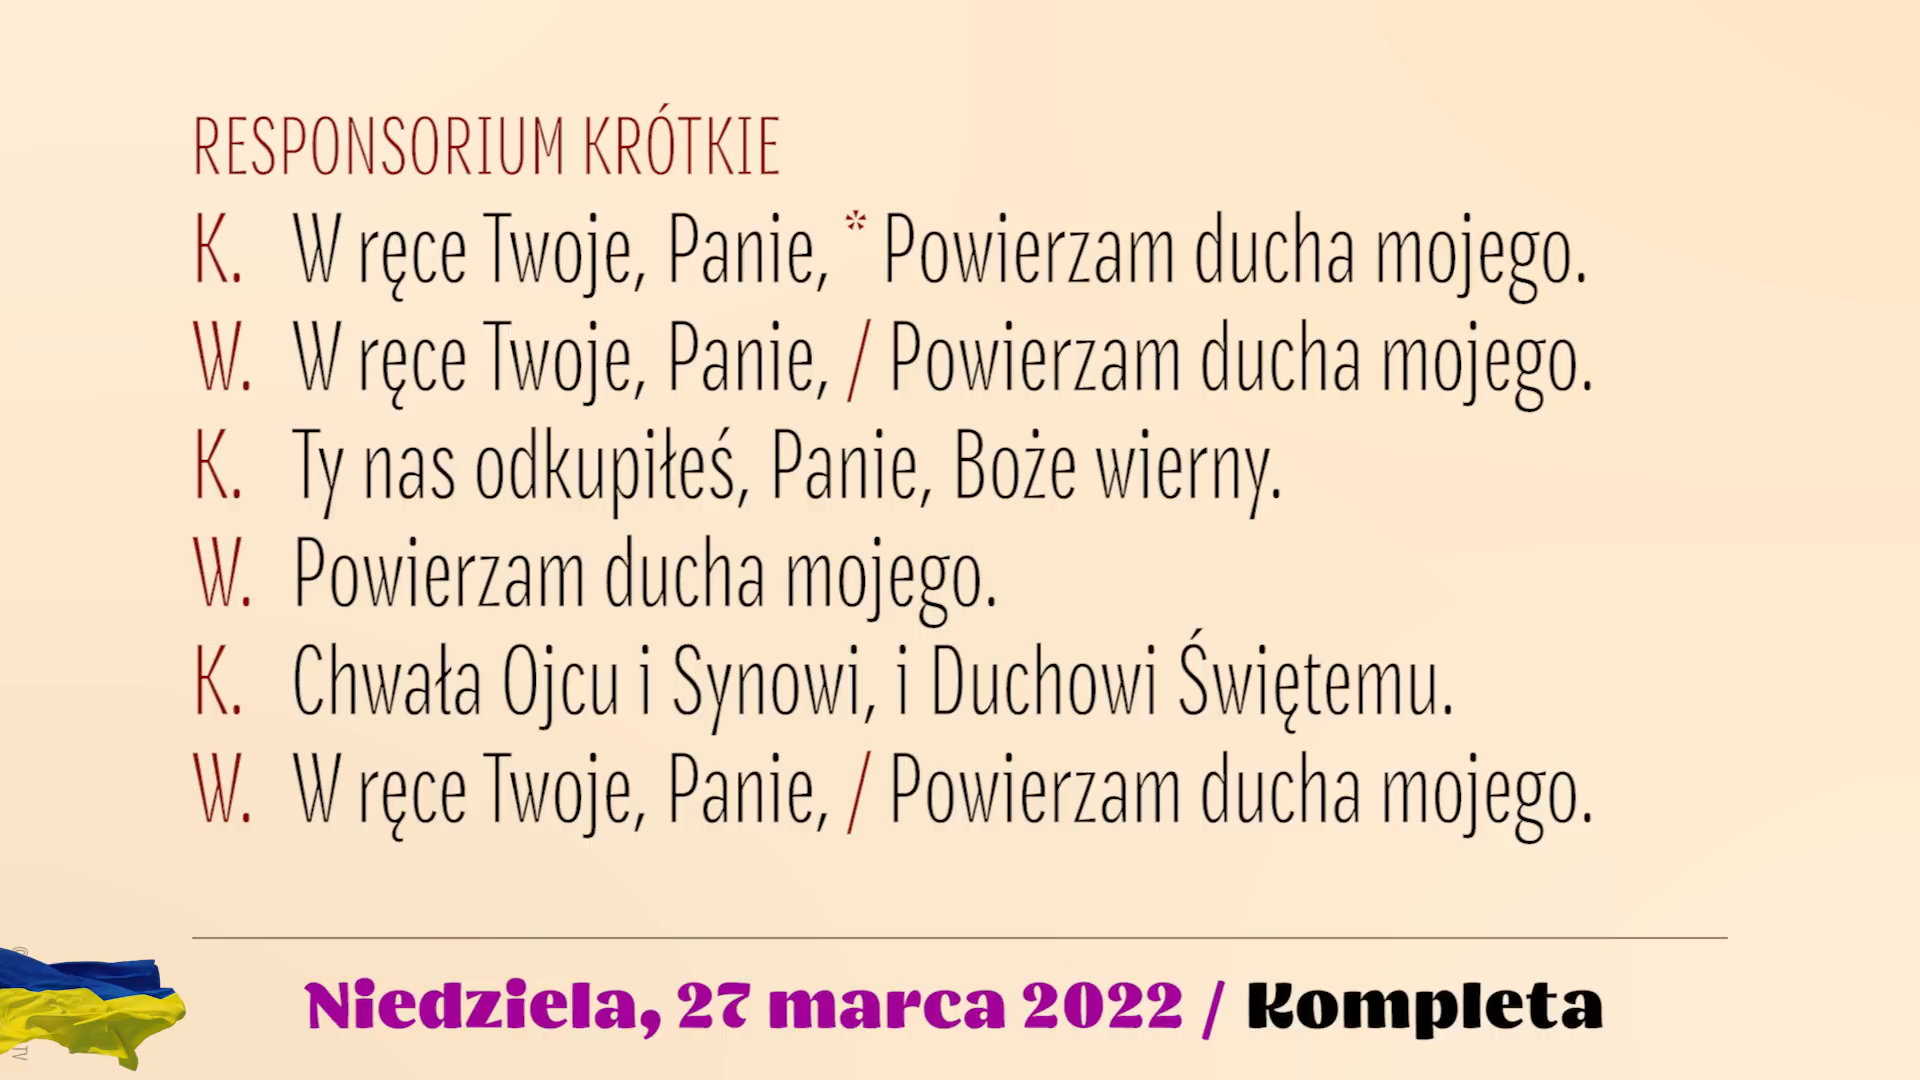 RESPONSORIUM KRÓTKIE
K. W ręce Twoje, Panie, * Powierzam ducha mojego.
W. W ręce Twoje, Panie, / Powierzam ducha mojego.
K. Ty nas odkupiłeś, Panie, Boże wierny.
W. Powierzam ducha mojego.
K. Chwała Ojcu i Synowi, i Duchowi Świętemu.
W. W ręce Twoje, Panie, / Powierzam ducha mojego.
Niedziela, 27 marca 2022 / Kompleta